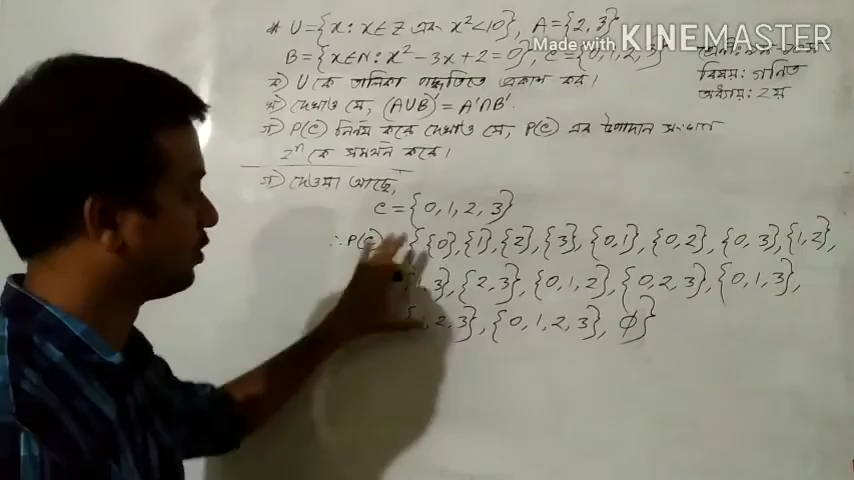 # U = {x : x ∈ Z এবং x² < 10}, A = {2, 3}
Made with KINEMASTER
B = {x ∈ N : x² - 3x + 2 = 0}, C = {0, 1, 2, 3}
বিষয়: গনিত
অধ্যায়: ২য়
ক) U কে তালিকা পদ্ধতিতে প্রকাশ কর।
খ) দেখাও যে, (A∪B)' = A'∩B'.
গ) P(C) নির্নয় করে দেখাও যে, P(C) এর উপাদান সংখ্যা
2ⁿ কে সমর্থন করে।
গ) দেওয়া আছে,
C = {0, 1, 2, 3}
∴ P(C) {{0}, {1}, {2}, {3}, {0, 1}, {0, 2}, {0, 3}, {1, 2},
, 3}, {2, 3}, {0, 1, 2}, {0, 2, 3}, {0, 1, 3},
, 2, 3}, {0, 1, 2, 3}, ∅}